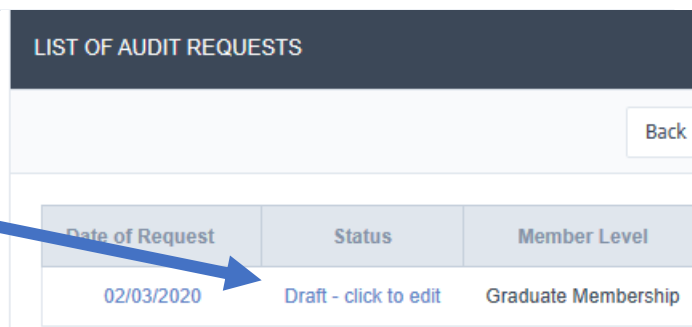 LIST OF AUDIT REQUESTS
Back
Date of Request Status Member Level
02/03/2020 Draft - click to edit Graduate Membership